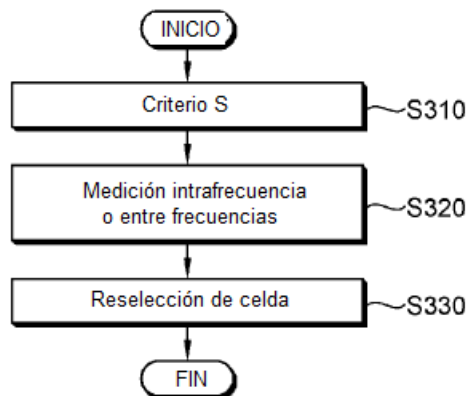 INICIO
Criterio S
S310
Medición intrafrecuencia
o entre frecuencias
S320
Reselección de celda
S330
FIN